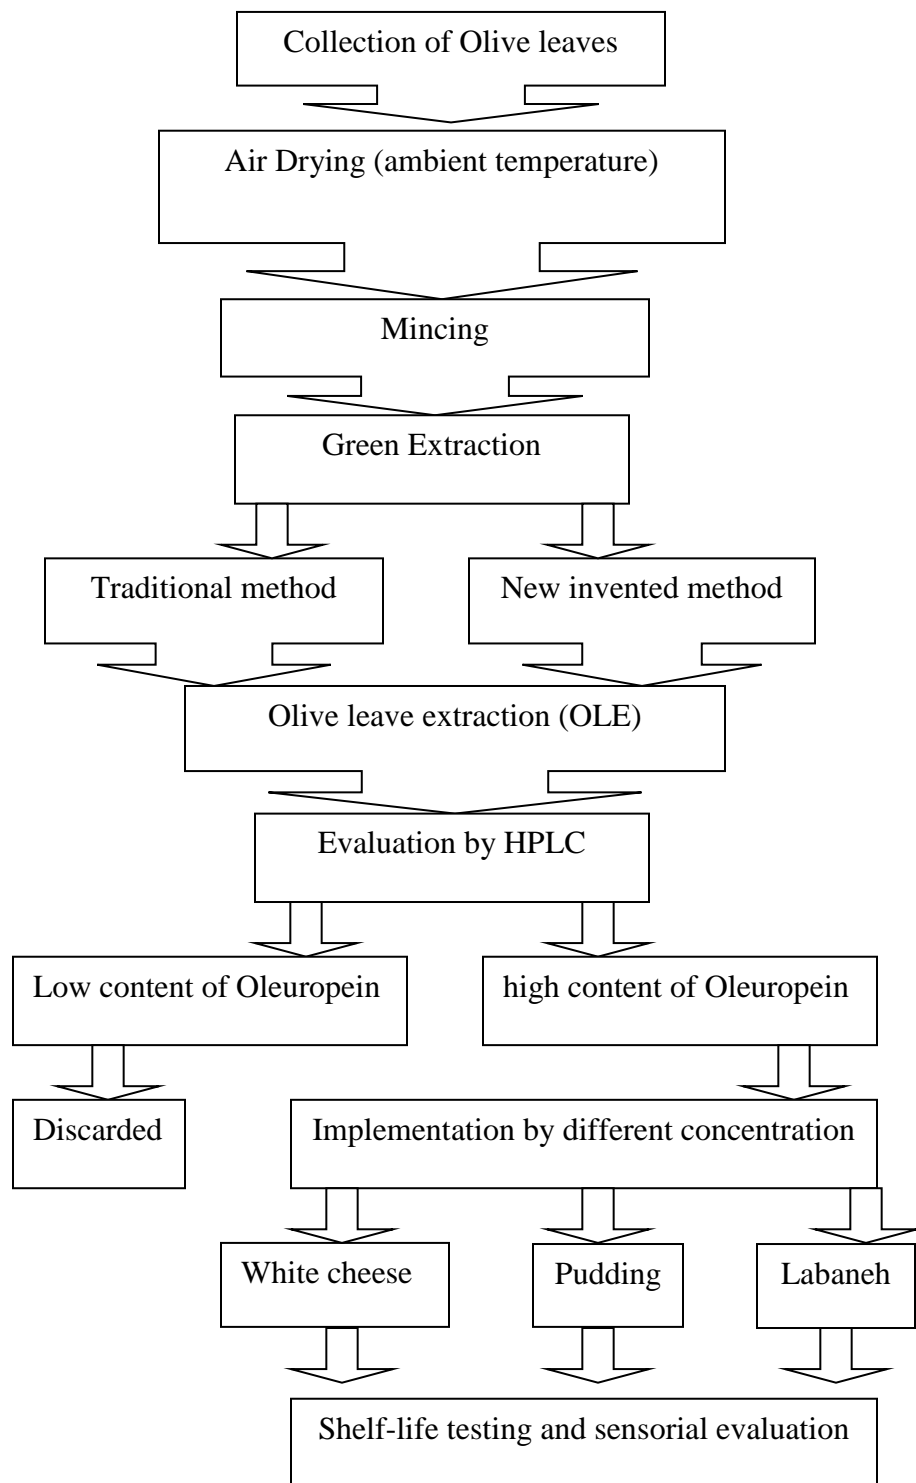 Collection of Olive leaves
Air Drying (ambient temperature)
Mincing
Green Extraction
Traditional method
New invented method
Olive leave extraction (OLE)
Evaluation by HPLC
Low content of Oleuropein
high content of Oleuropein
Discarded
Implementation by different concentration
White cheese
Pudding
Labaneh
Shelf-life testing and sensorial evaluation